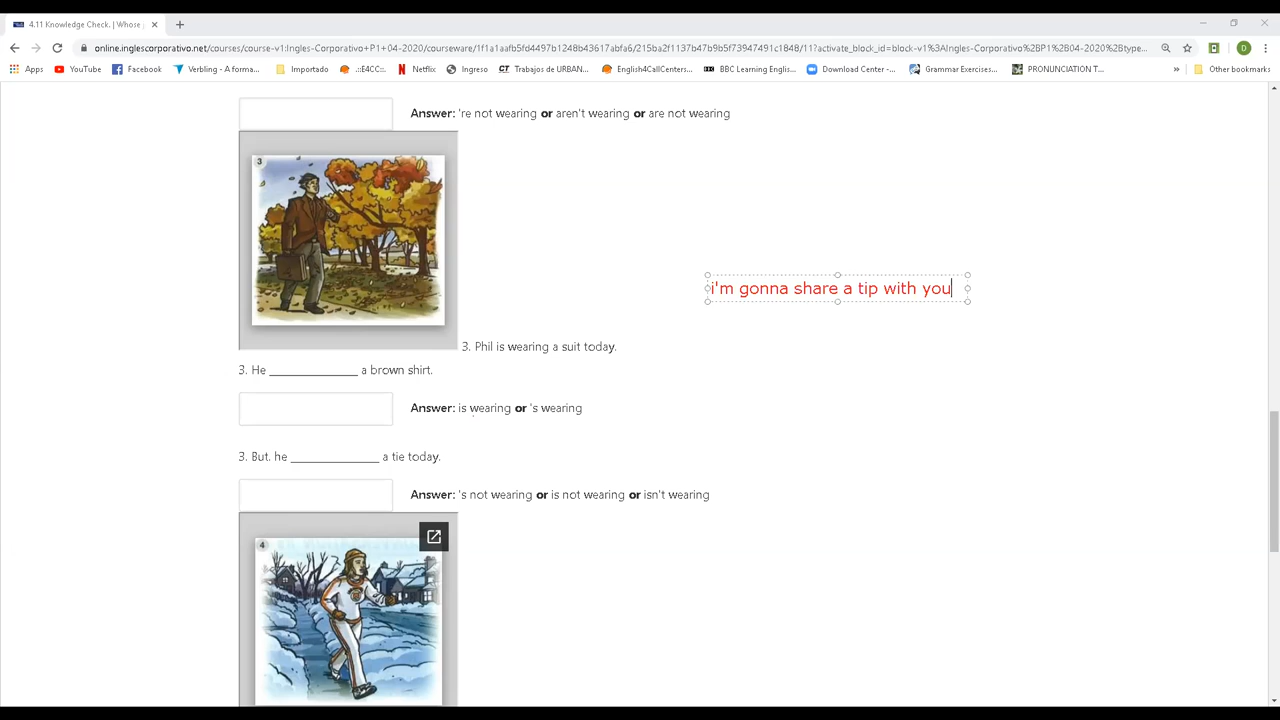 4.11 Knowledge Check. | Whose
online.inglescorporativo.net/courses/course-v1:Ingles-Corporativo+P1+04-2020/courseware/1f1a1aafb5fd4497b1248b43617abfa6/215ba2f1137b47b9b5f73947491c1848/11?activate_block_id=block-v1%3AIngles-Corporativo%2BP1%2B04-2020%2Btype...
D
Apps YouTube Facebook Verbling - A forma... Importado .::E4CC::. Netflix Ingreso CT Trabajos de URBAN... English4CallCenters... BBC Learning Englis... Download Center -... Grammar Exercises... PRONUNCIATION T... » Other bookmarks
Answer: 're not wearing or aren't wearing or are not wearing
3
i'm gonna share a tip with you
3. Phil is wearing a suit today.
3. He ______________ a brown shirt.
Answer: is wearing or 's wearing
3. But. he ______________ a tie today.
Answer: 's not wearing or is not wearing or isn't wearing
4